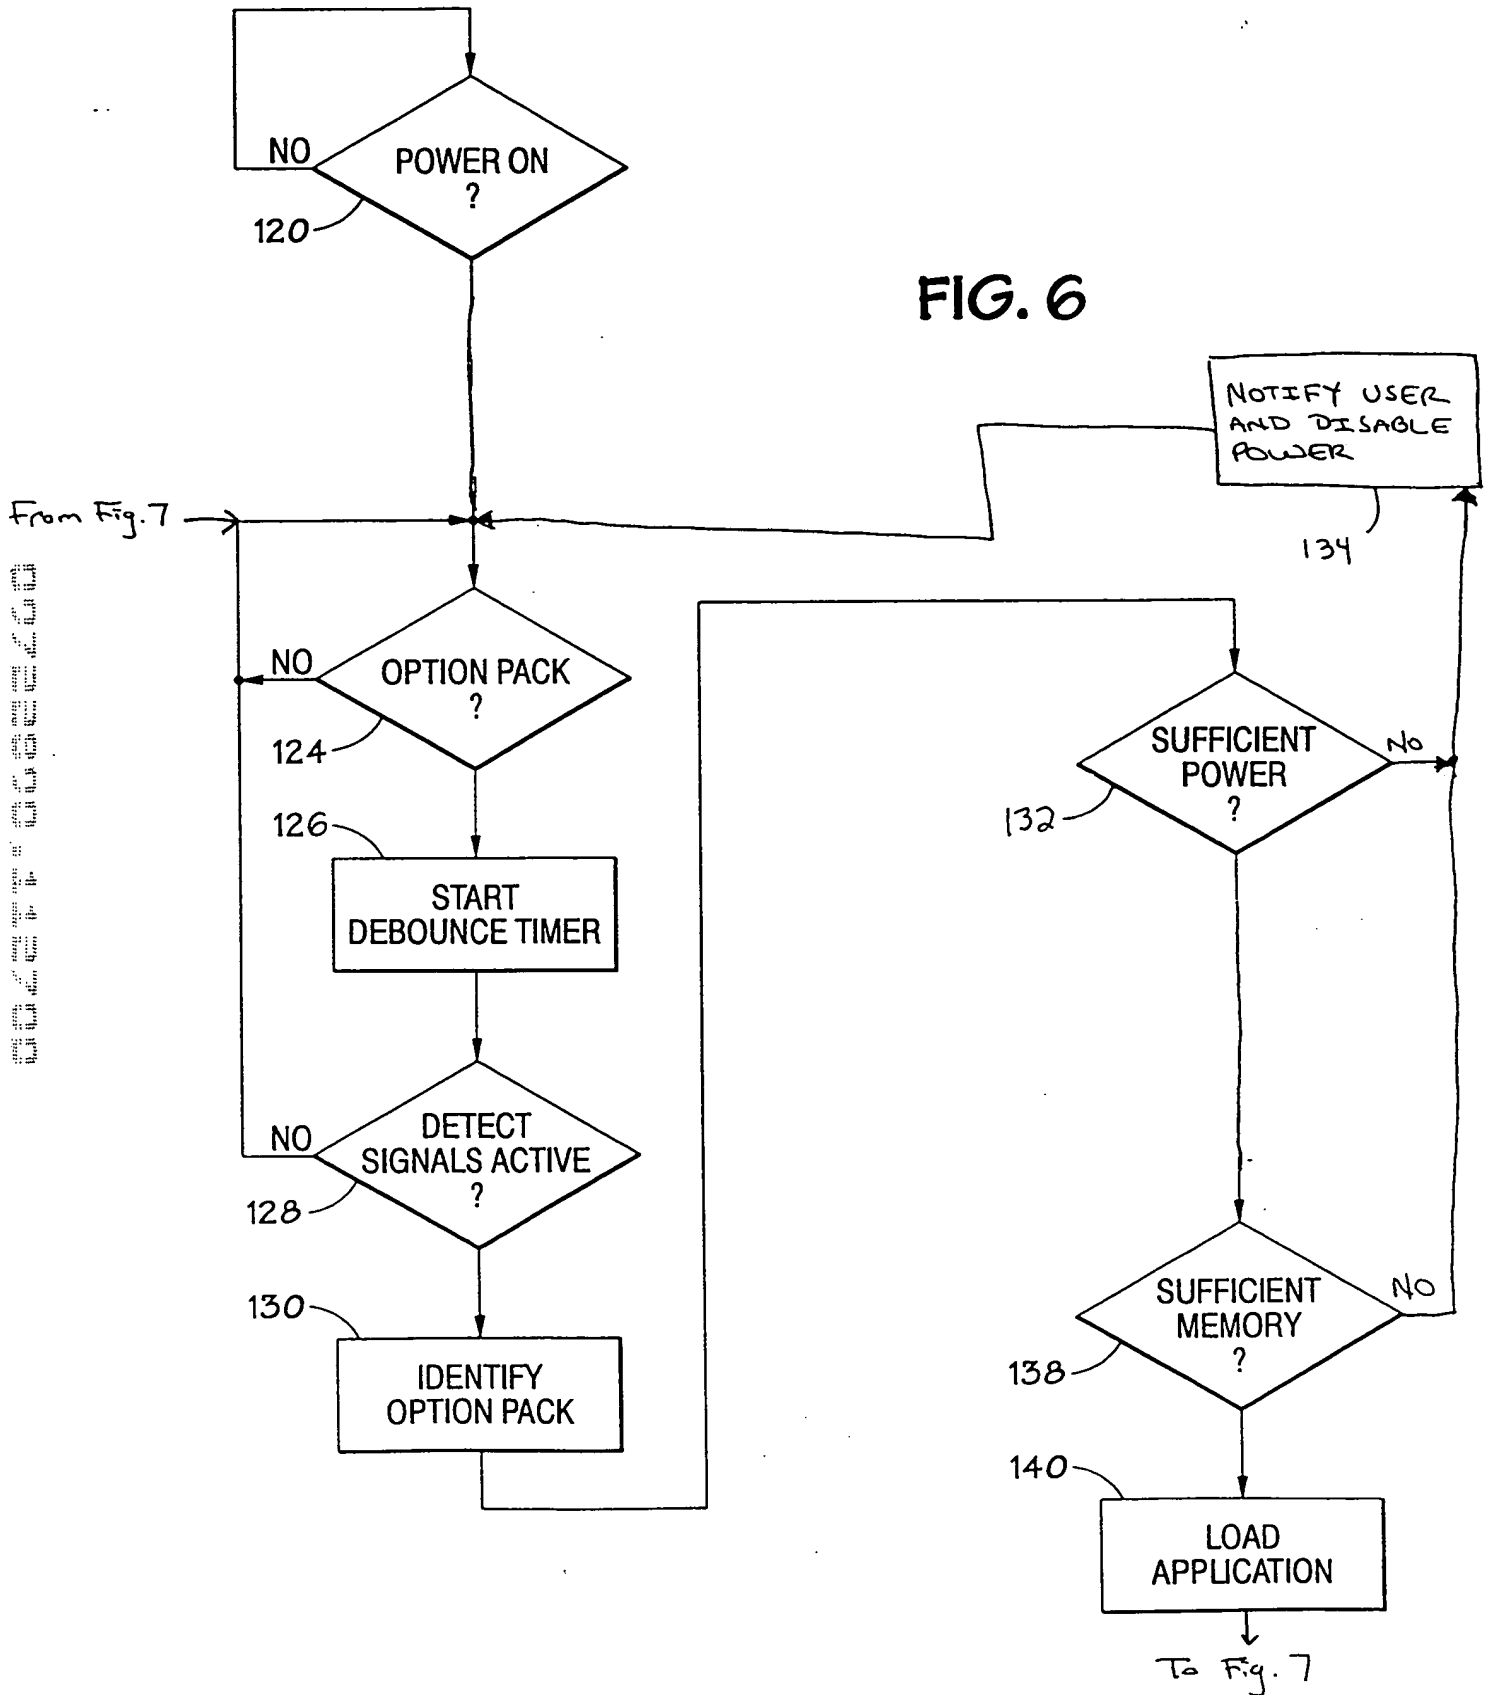 NO
POWER ON
?
120
FIG. 6
NOTIFY USER
AND DISABLE
POWER
134
From Fig. 7
NO
OPTION PACK
?
124
126
START
DEBOUNCE TIMER
NO
DETECT
SIGNALS ACTIVE
?
128
130
IDENTIFY
OPTION PACK
SUFFICIENT
POWER
?
No
132
SUFFICIENT
MEMORY
?
NO
138
140
LOAD
APPLICATION
To Fig. 7